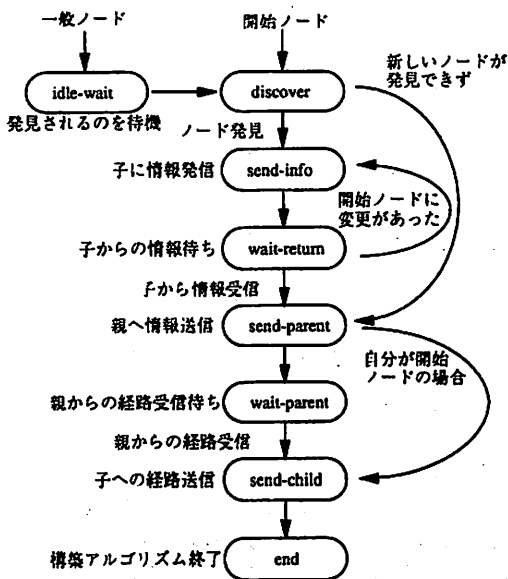 一般ノード
開始ノード
新しいノードが
発見できず
idle-wait
discover
発見されるのを待機
ノード発見
子に情報発信
send-info
開始ノードに
変更があった
子からの情報待ち
wait-return
子から情報受信
親へ情報送信
send-parent
自分が開始
ノードの場合
親からの経路受信待ち
wait-parent
親からの経路受信
子への経路送信
send-child
構築アルゴリズム終了
end